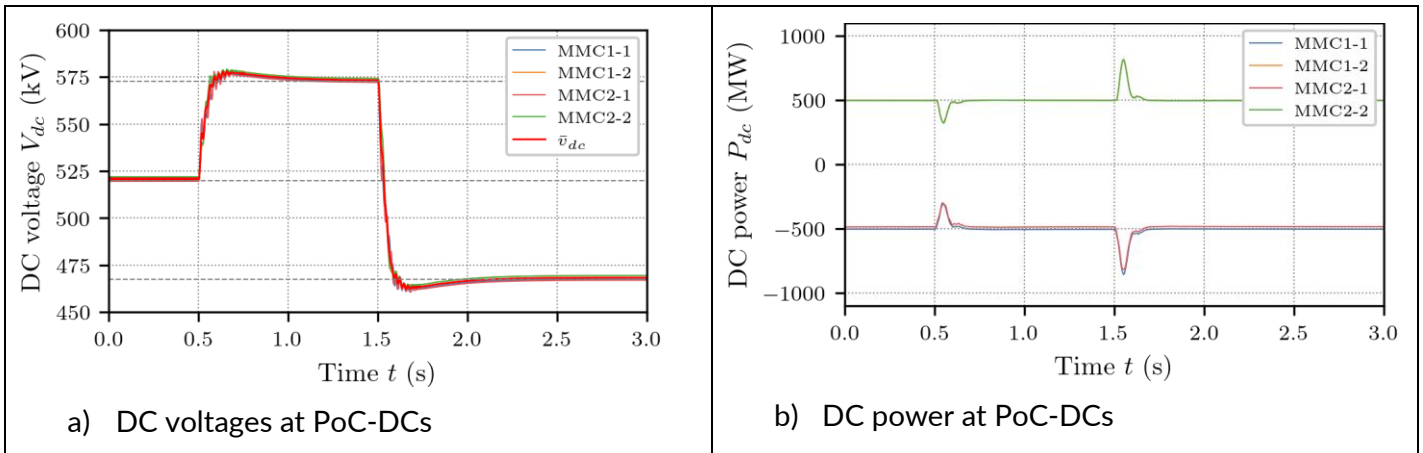 600
575
550
525
500
475
450
DC voltage V_dc (kV)
MMC1-1
MMC1-2
MMC2-1
MMC2-2
v̄_dc
0.0 0.5 1.0 1.5 2.0 2.5 3.0
Time t (s)
a) DC voltages at PoC-DCs
1000
500
0
−500
−1000
DC power P_dc (MW)
MMC1-1
MMC1-2
MMC2-1
MMC2-2
0.0 0.5 1.0 1.5 2.0 2.5 3.0
Time t (s)
b) DC power at PoC-DCs